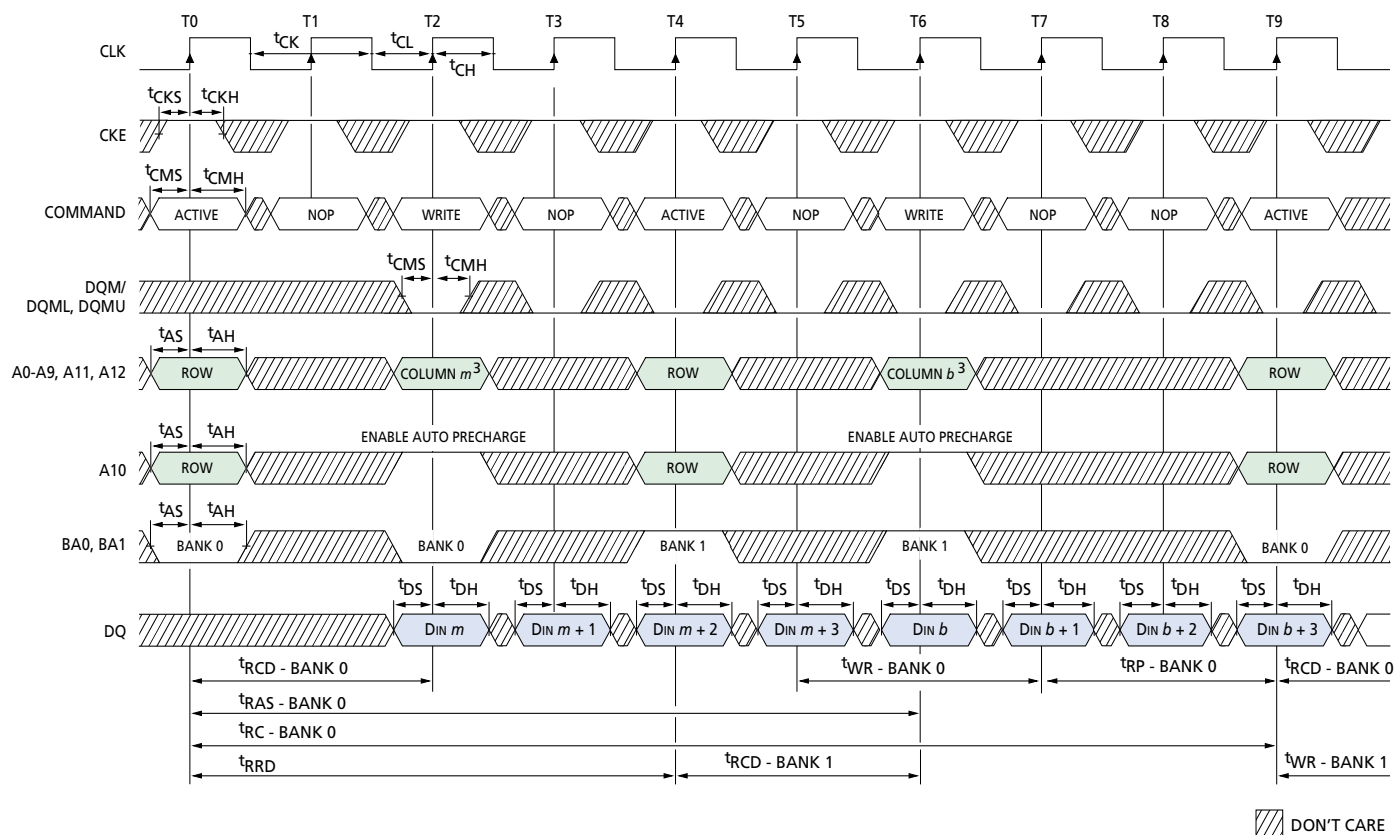 T0 T1 T2 T3 T4 T5 T6 T7 T8 T9
CLK tCK tCL tCH
tCKS tCKH
CKE
tCMS tCMH
COMMAND ACTIVE NOP WRITE NOP ACTIVE NOP WRITE NOP NOP ACTIVE
tCMS tCMH
DQM/
DQML, DQMU
tAS tAH
A0-A9, A11, A12 ROW COLUMN m3 ROW COLUMN b3 ROW
tAS tAH ENABLE AUTO PRECHARGE ENABLE AUTO PRECHARGE
A10 ROW ROW ROW
tAS tAH
BA0, BA1 BANK 0 BANK 0 BANK 1 BANK 1 BANK 0
tDS tDH tDS tDH tDS tDH tDS tDH tDS tDH tDS tDH tDS tDH tDS tDH
DQ DIN m DIN m + 1 DIN m + 2 DIN m + 3 DIN b DIN b + 1 DIN b + 2 DIN b + 3
tRCD - BANK 0 tWR - BANK 0 tRP - BANK 0 tRCD - BANK 0
tRAS - BANK 0
tRC - BANK 0
tRRD tRCD - BANK 1 tWR - BANK 1
DON'T CARE